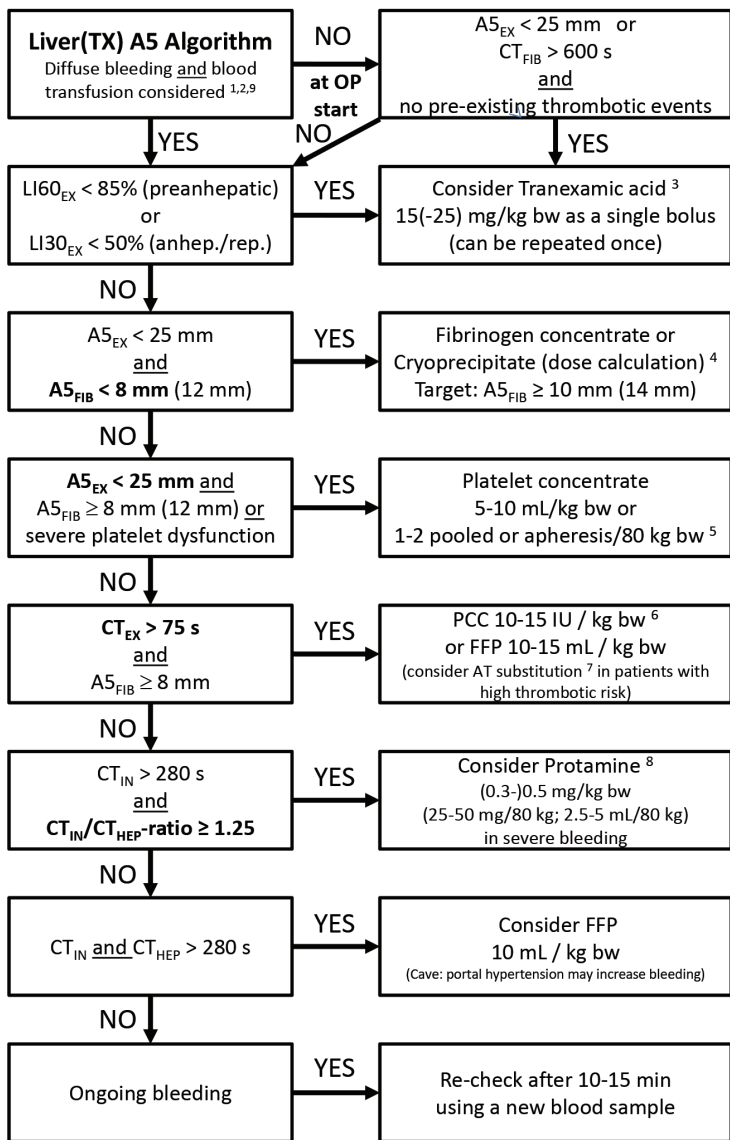 Liver(TX) A5 Algorithm
Diffuse bleeding and blood
transfusion considered 1,2,9
NO
at OP
start
A5EX < 25 mm or
CTFIB > 600 s
and
no pre-existing thrombotic events
YES
NO
YES
LI60EX < 85% (preanhepatic)
or
LI30EX < 50% (anhep./rep.)
YES
Consider Tranexamic acid 3
15(-25) mg/kg bw as a single bolus
(can be repeated once)
NO
A5EX < 25 mm
and
A5FIB < 8 mm (12 mm)
YES
Fibrinogen concentrate or
Cryoprecipitate (dose calculation) 4
Target: A5FIB ≥ 10 mm (14 mm)
NO
A5EX < 25 mm and
A5FIB ≥ 8 mm (12 mm) or
severe platelet dysfunction
YES
Platelet concentrate
5-10 mL/kg bw or
1-2 pooled or apheresis/80 kg bw 5
NO
CTEX > 75 s
and
A5FIB ≥ 8 mm
YES
PCC 10-15 IU / kg bw 6
or FFP 10-15 mL / kg bw
(consider AT substitution 7 in patients with
high thrombotic risk)
NO
CTIN > 280 s
and
CTIN/CTHEP-ratio ≥ 1.25
YES
Consider Protamine 8
(0.3-)0.5 mg/kg bw
(25-50 mg/80 kg; 2.5-5 mL/80 kg)
in severe bleeding
NO
CTIN and CTHEP > 280 s
YES
Consider FFP
10 mL / kg bw
(Cave: portal hypertension may increase bleeding)
NO
Ongoing bleeding
YES
Re-check after 10-15 min
using a new blood sample